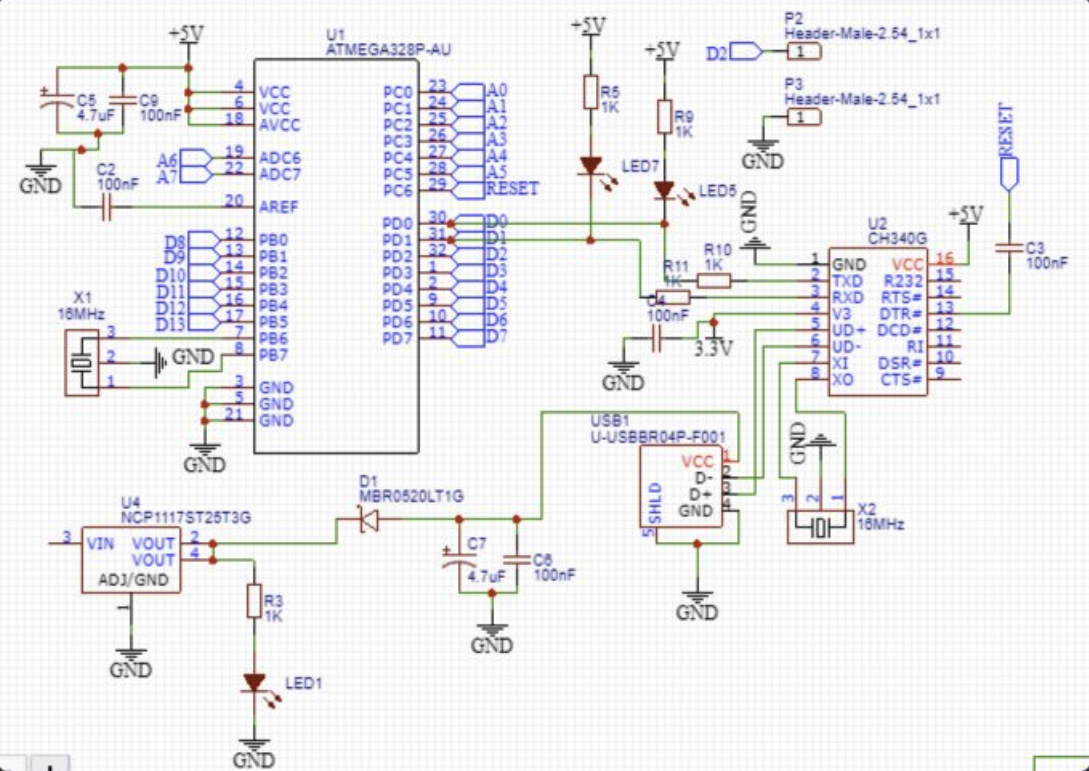 +5V
U1
ATMEGA328P-AU
C5
4.7uF
C9
100nF
GND
C2
100nF
A6
A7
D8
D9
D10
D11
D12
D13
X1
16MHz
3
2
1
GND
4 VCC
6 VCC
18 AVCC
19 ADC6
22 ADC7
20 AREF
12 PB0
13 PB1
14 PB2
15 PB3
16 PB4
17 PB5
7 PB6
8 PB7
3 GND
5 GND
21 GND
GND
PC0 23 A0
PC1 24 A1
PC2 25 A2
PC3 26 A3
PC4 27 A4
PC5 28 A5
PC6 29 RESET
PD0 30 D0
PD1 31 D1
PD2 32 D2
PD3 1 D3
PD4 2 D4
PD5 9 D5
PD6 10 D6
PD7 11 D7
+5V
R5
1K
LED7
+5V
R9
1K
LED5
P2
Header-Male-2.54_1x1
D2 1
P3
Header-Male-2.54_1x1
1
GND
RESET
GND
R10
1K
R11
1K
C4
100nF
3.3V
GND
U2
CH340G
+5V
C3
100nF
1 GND
2 TXD
3 RXD
4 V3
5 UD+
6 UD-
7 XI
8 XO
VCC 16
R232 15
RTS# 14
DTR# 13
DCD# 12
RI 11
DSR# 10
CTS# 9
USB1
U-USBBR04P-F001
VCC 1
D- 2
D+ 3
GND 4
SHLD 5
GND
GND
3 2 1
X2
16MHz
U4
NCP1117ST25T3G
3 VIN
VOUT 2
VOUT 4
ADJ/GND
1
GND
D1
MBR0520LT1G
C7
4.7uF
C6
100nF
GND
R3
1K
LED1
GND